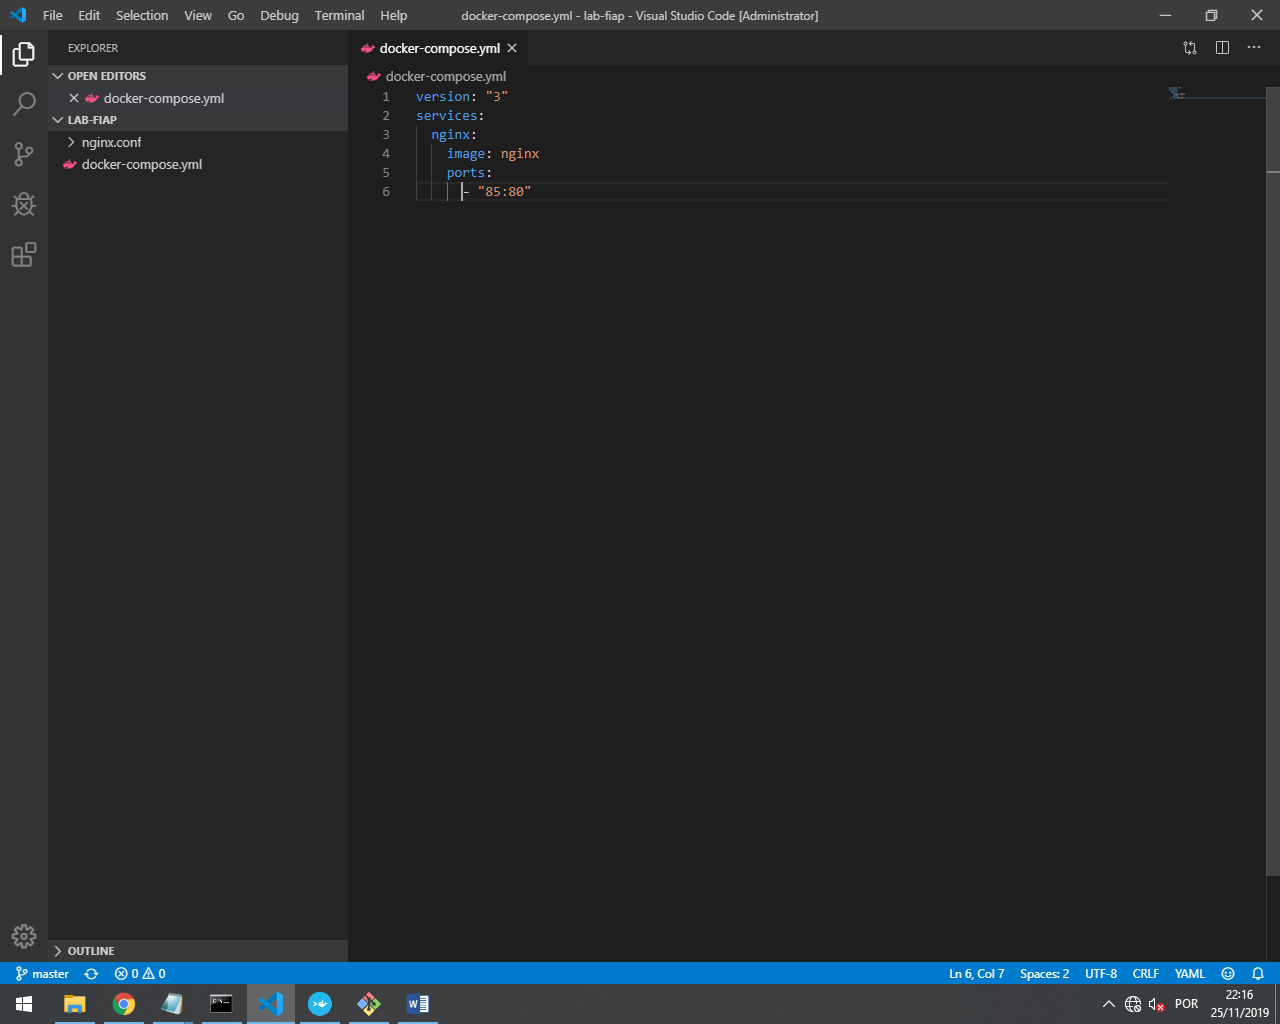 File Edit Selection View Go Debug Terminal Help
docker-compose.yml - lab-fiap - Visual Studio Code [Administrator]
EXPLORER
OPEN EDITORS
docker-compose.yml
LAB-FIAP
nginx.conf
docker-compose.yml
OUTLINE
docker-compose.yml
docker-compose.yml
1 version: "3"
2 services:
3 nginx:
4 image: nginx
5 ports:
6 - "85:80"
master 0 0 Ln 6, Col 7 Spaces: 2 UTF-8 CRLF YAML
POR
22:16
25/11/2019